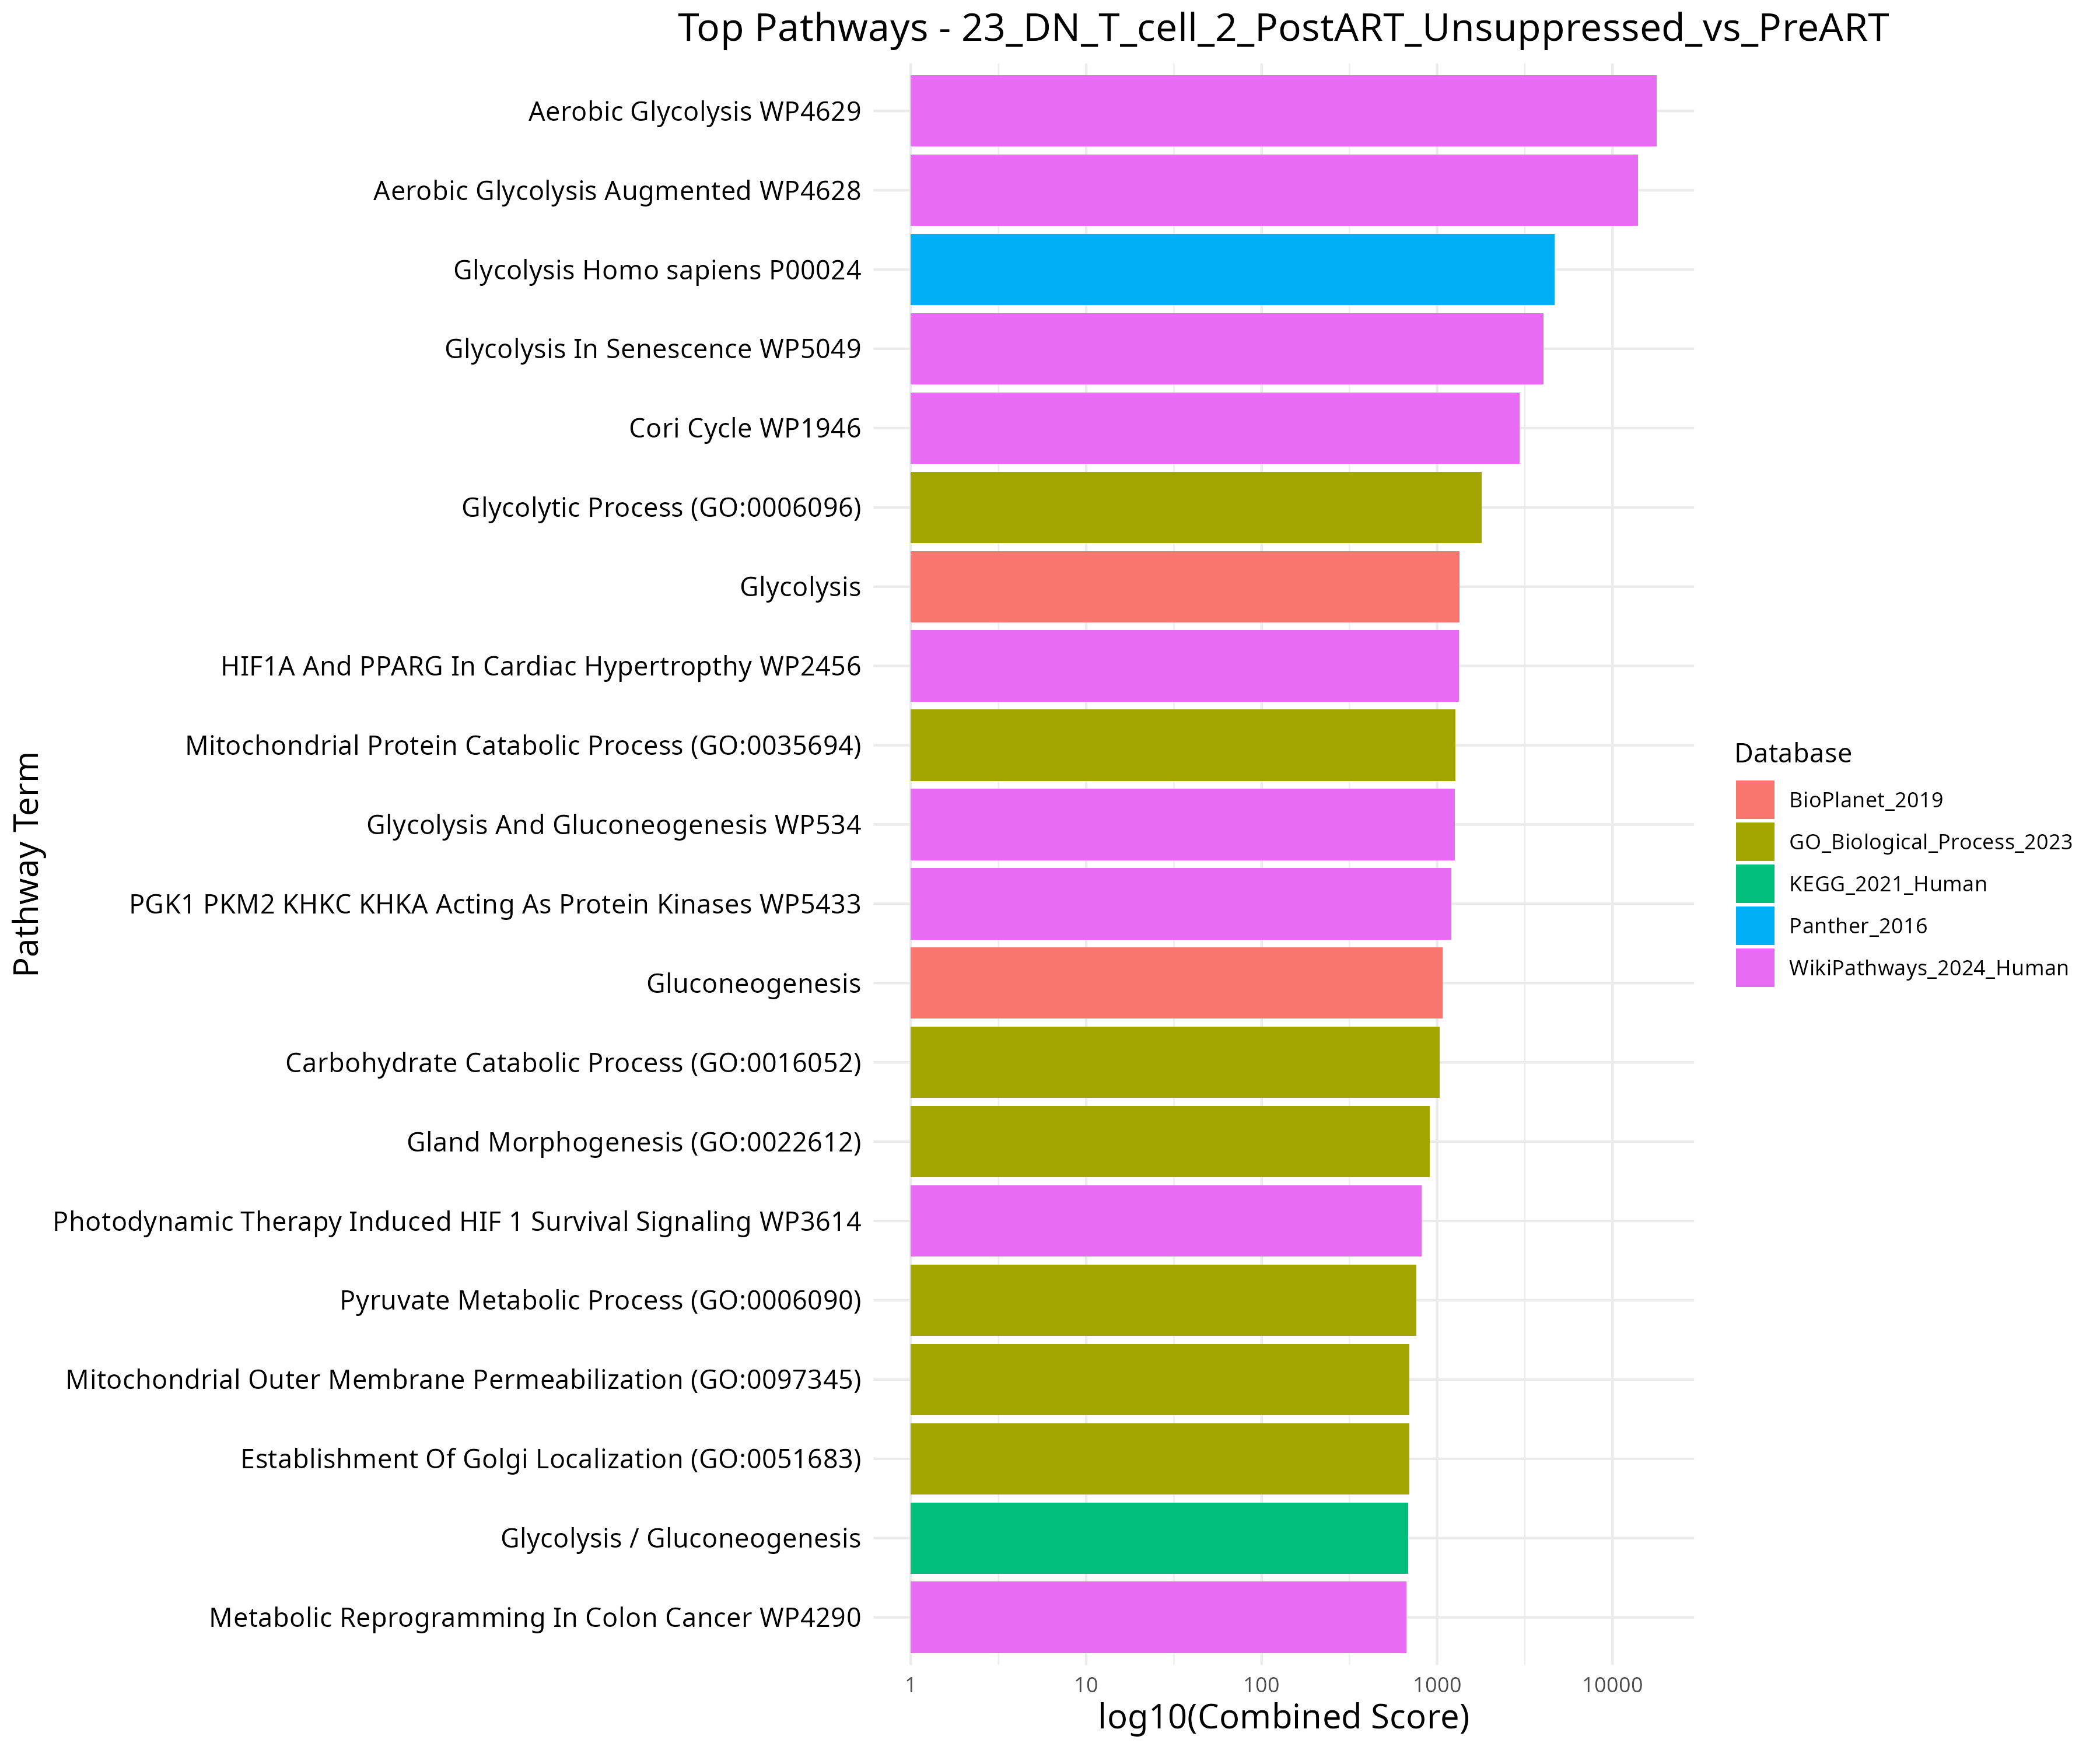 Top Pathways - 23_DN_T_cell_2_PostART_Unsuppressed_vs_PreART
Pathway Term
Aerobic Glycolysis WP4629
Aerobic Glycolysis Augmented WP4628
Glycolysis Homo sapiens P00024
Glycolysis In Senescence WP5049
Cori Cycle WP1946
Glycolytic Process (GO:0006096)
Glycolysis
HIF1A And PPARG In Cardiac Hypertropthy WP2456
Mitochondrial Protein Catabolic Process (GO:0035694)
Glycolysis And Gluconeogenesis WP534
PGK1 PKM2 KHKC KHKA Acting As Protein Kinases WP5433
Gluconeogenesis
Carbohydrate Catabolic Process (GO:0016052)
Gland Morphogenesis (GO:0022612)
Photodynamic Therapy Induced HIF 1 Survival Signaling WP3614
Pyruvate Metabolic Process (GO:0006090)
Mitochondrial Outer Membrane Permeabilization (GO:0097345)
Establishment Of Golgi Localization (GO:0051683)
Glycolysis / Gluconeogenesis
Metabolic Reprogramming In Colon Cancer WP4290
1 10 100 1000 10000
log10(Combined Score)
Database
BioPlanet_2019
GO_Biological_Process_2023
KEGG_2021_Human
Panther_2016
WikiPathways_2024_Human